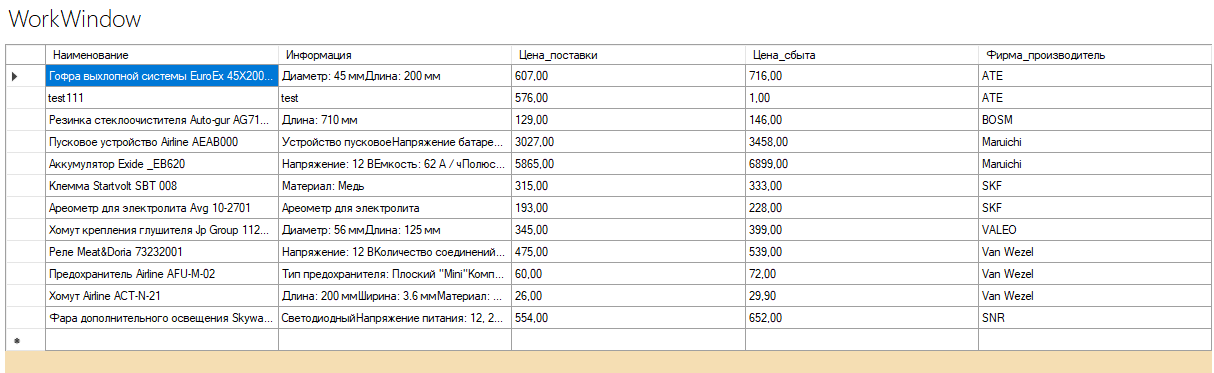 WorkWindow
Наименование Информация Цена_поставки Цена_сбыта Фирма_производитель
Гофра выхлопной системы EuroEx 45X200... Диаметр: 45 ммДлина: 200 мм 607,00 716,00 ATE
test111 test 576,00 1,00 ATE
Резинка стеклоочистителя Auto-gur AG71... Длина: 710 мм 129,00 146,00 BOSM
Пусковое устройство Airline AEAB000 Устройство пусковоеНапряжение батаре... 3027,00 3458,00 Maruichi
Аккумулятор Exide _EB620 Напряжение: 12 ВЕмкость: 62 А / чПолюс... 5865,00 6899,00 Maruichi
Клемма Startvolt SBT 008 Материал: Медь 315,00 333,00 SKF
Ареометр для электролита Avg 10-2701 Ареометр для электролита 193,00 228,00 SKF
Хомут крепления глушителя Jp Group 112... Диаметр: 56 ммДлина: 125 мм 345,00 399,00 VALEO
Реле Meat&Doria 73232001 Напряжение: 12 ВКоличество соединений... 475,00 539,00 Van Wezel
Предохранитель Airline AFU-M-02 Тип предохранителя: Плоский "Mini"Комп... 60,00 72,00 Van Wezel
Хомут Airline ACT-N-21 Длина: 200 ммШирина: 3.6 ммМатериал: ... 26,00 29,90 Van Wezel
Фара дополнительного освещения Skywa... СветодиодныйНапряжение питания: 12, 2... 554,00 652,00 SNR